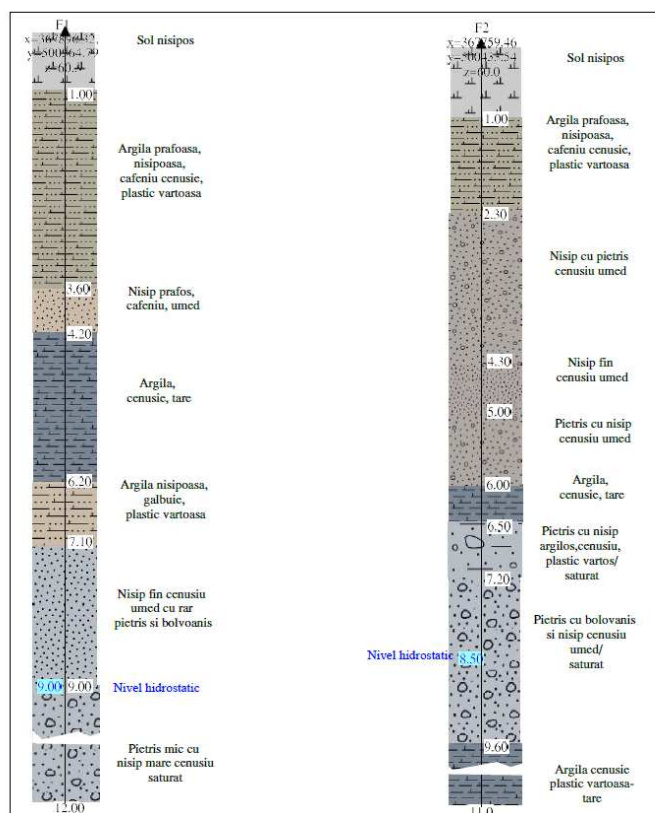 F1
Sol nisipos
1.00
Argila prafoasa,
nisipoasa,
cafeniu cenusie,
plastic vartoasa
3.60
Nisip prafos,
cafeniu, umed
4.20
Argila,
cenusie, tare
6.20
Argila nisipoasa,
galbuie,
plastic vartoasa
7.10
Nisip fin cenusiu
umed cu rar
pietris si bolvoanis
9.00 9.00
Nivel hidrostatic
Pietris mic cu
nisip mare cenusiu
saturat
12.00
F2
z=60.0
Sol nisipos
1.00
Argila prafoasa,
nisipoasa,
cafeniu cenusie,
plastic vartoasa
2.30
Nisip cu pietris
cenusiu umed
4.30
Nisip fin
cenusiu umed
5.00
Pietris cu nisip
cenusiu umed
6.00
Argila,
cenusie, tare
6.50
Pietris cu nisip
argilos,cenusiu,
plastic vartos/
saturat
7.20
Pietris cu bolovanis
si nisip cenusiu
umed/
saturat
Nivel hidrostatic 8.50
9.60
Argila cenusie
plastic vartoasa-
tare
11.0